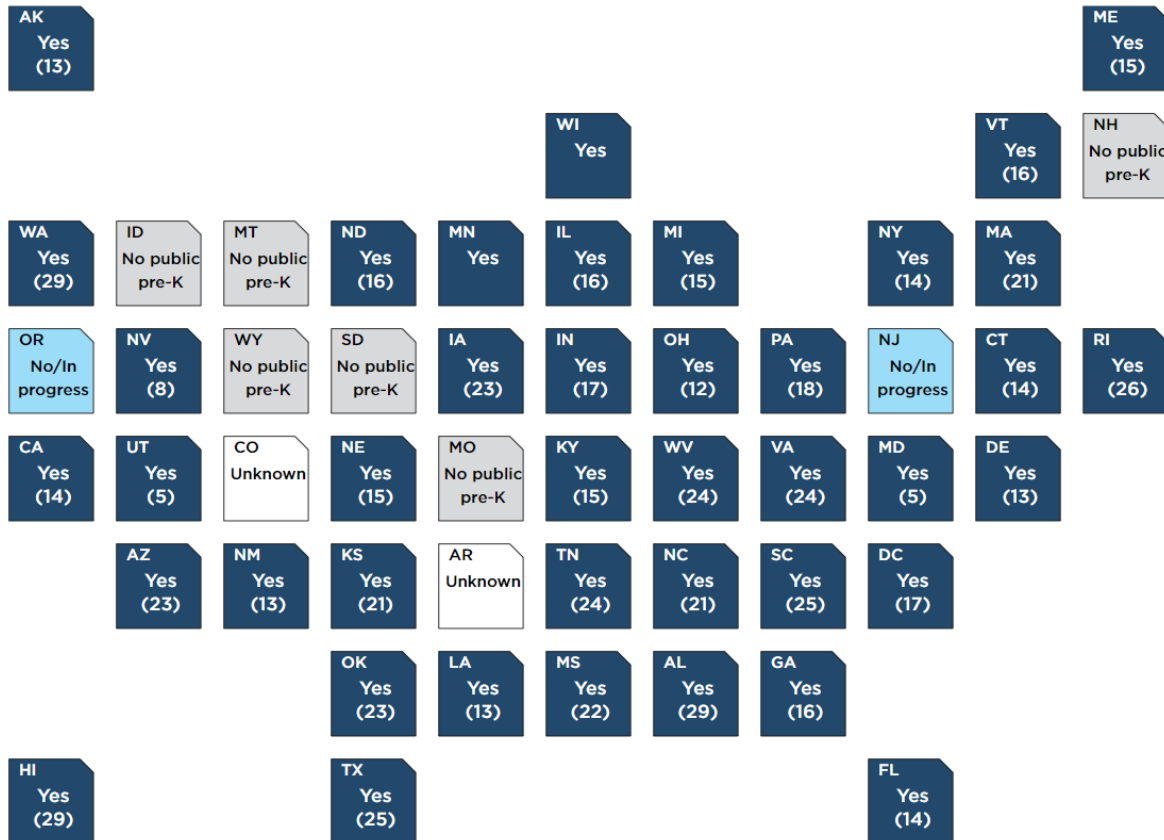 AK
Yes
(13)
ME
Yes
(15)
WI
Yes
VT
Yes
(16)
NH
No public
pre-K
WA
Yes
(29)
ID
No public
pre-K
MT
No public
pre-K
ND
Yes
(16)
MN
Yes
IL
Yes
(16)
MI
Yes
(15)
NY
Yes
(14)
MA
Yes
(21)
OR
No/In
progress
NV
Yes
(8)
WY
No public
pre-K
SD
No public
pre-K
IA
Yes
(23)
IN
Yes
(17)
OH
Yes
(12)
PA
Yes
(18)
NJ
No/In
progress
CT
Yes
(14)
RI
Yes
(26)
CA
Yes
(14)
UT
Yes
(5)
CO
Unknown
NE
Yes
(15)
MO
No public
pre-K
KY
Yes
(15)
WV
Yes
(24)
VA
Yes
(24)
MD
Yes
(5)
DE
Yes
(13)
AZ
Yes
(23)
NM
Yes
(13)
KS
Yes
(21)
AR
Unknown
TN
Yes
(24)
NC
Yes
(21)
SC
Yes
(25)
DC
Yes
(17)
OK
Yes
(23)
LA
Yes
(13)
MS
Yes
(22)
AL
Yes
(29)
GA
Yes
(16)
HI
Yes
(29)
TX
Yes
(25)
FL
Yes
(14)